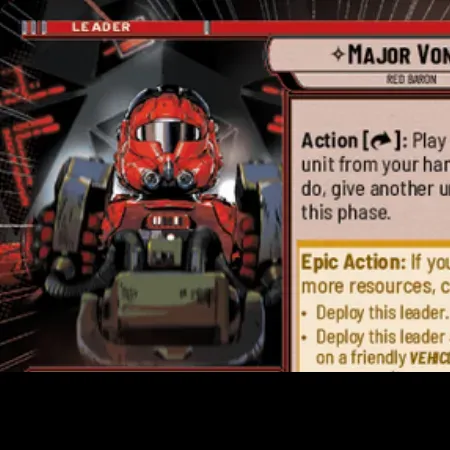 LEADER
MAJOR VON
RED BARON
Action [ ]: Play
unit from your han
do, give another u
this phase.
Epic Action: If you
more resources, c
• Deploy this leader.
• Deploy this leader
on a friendly VEHIC